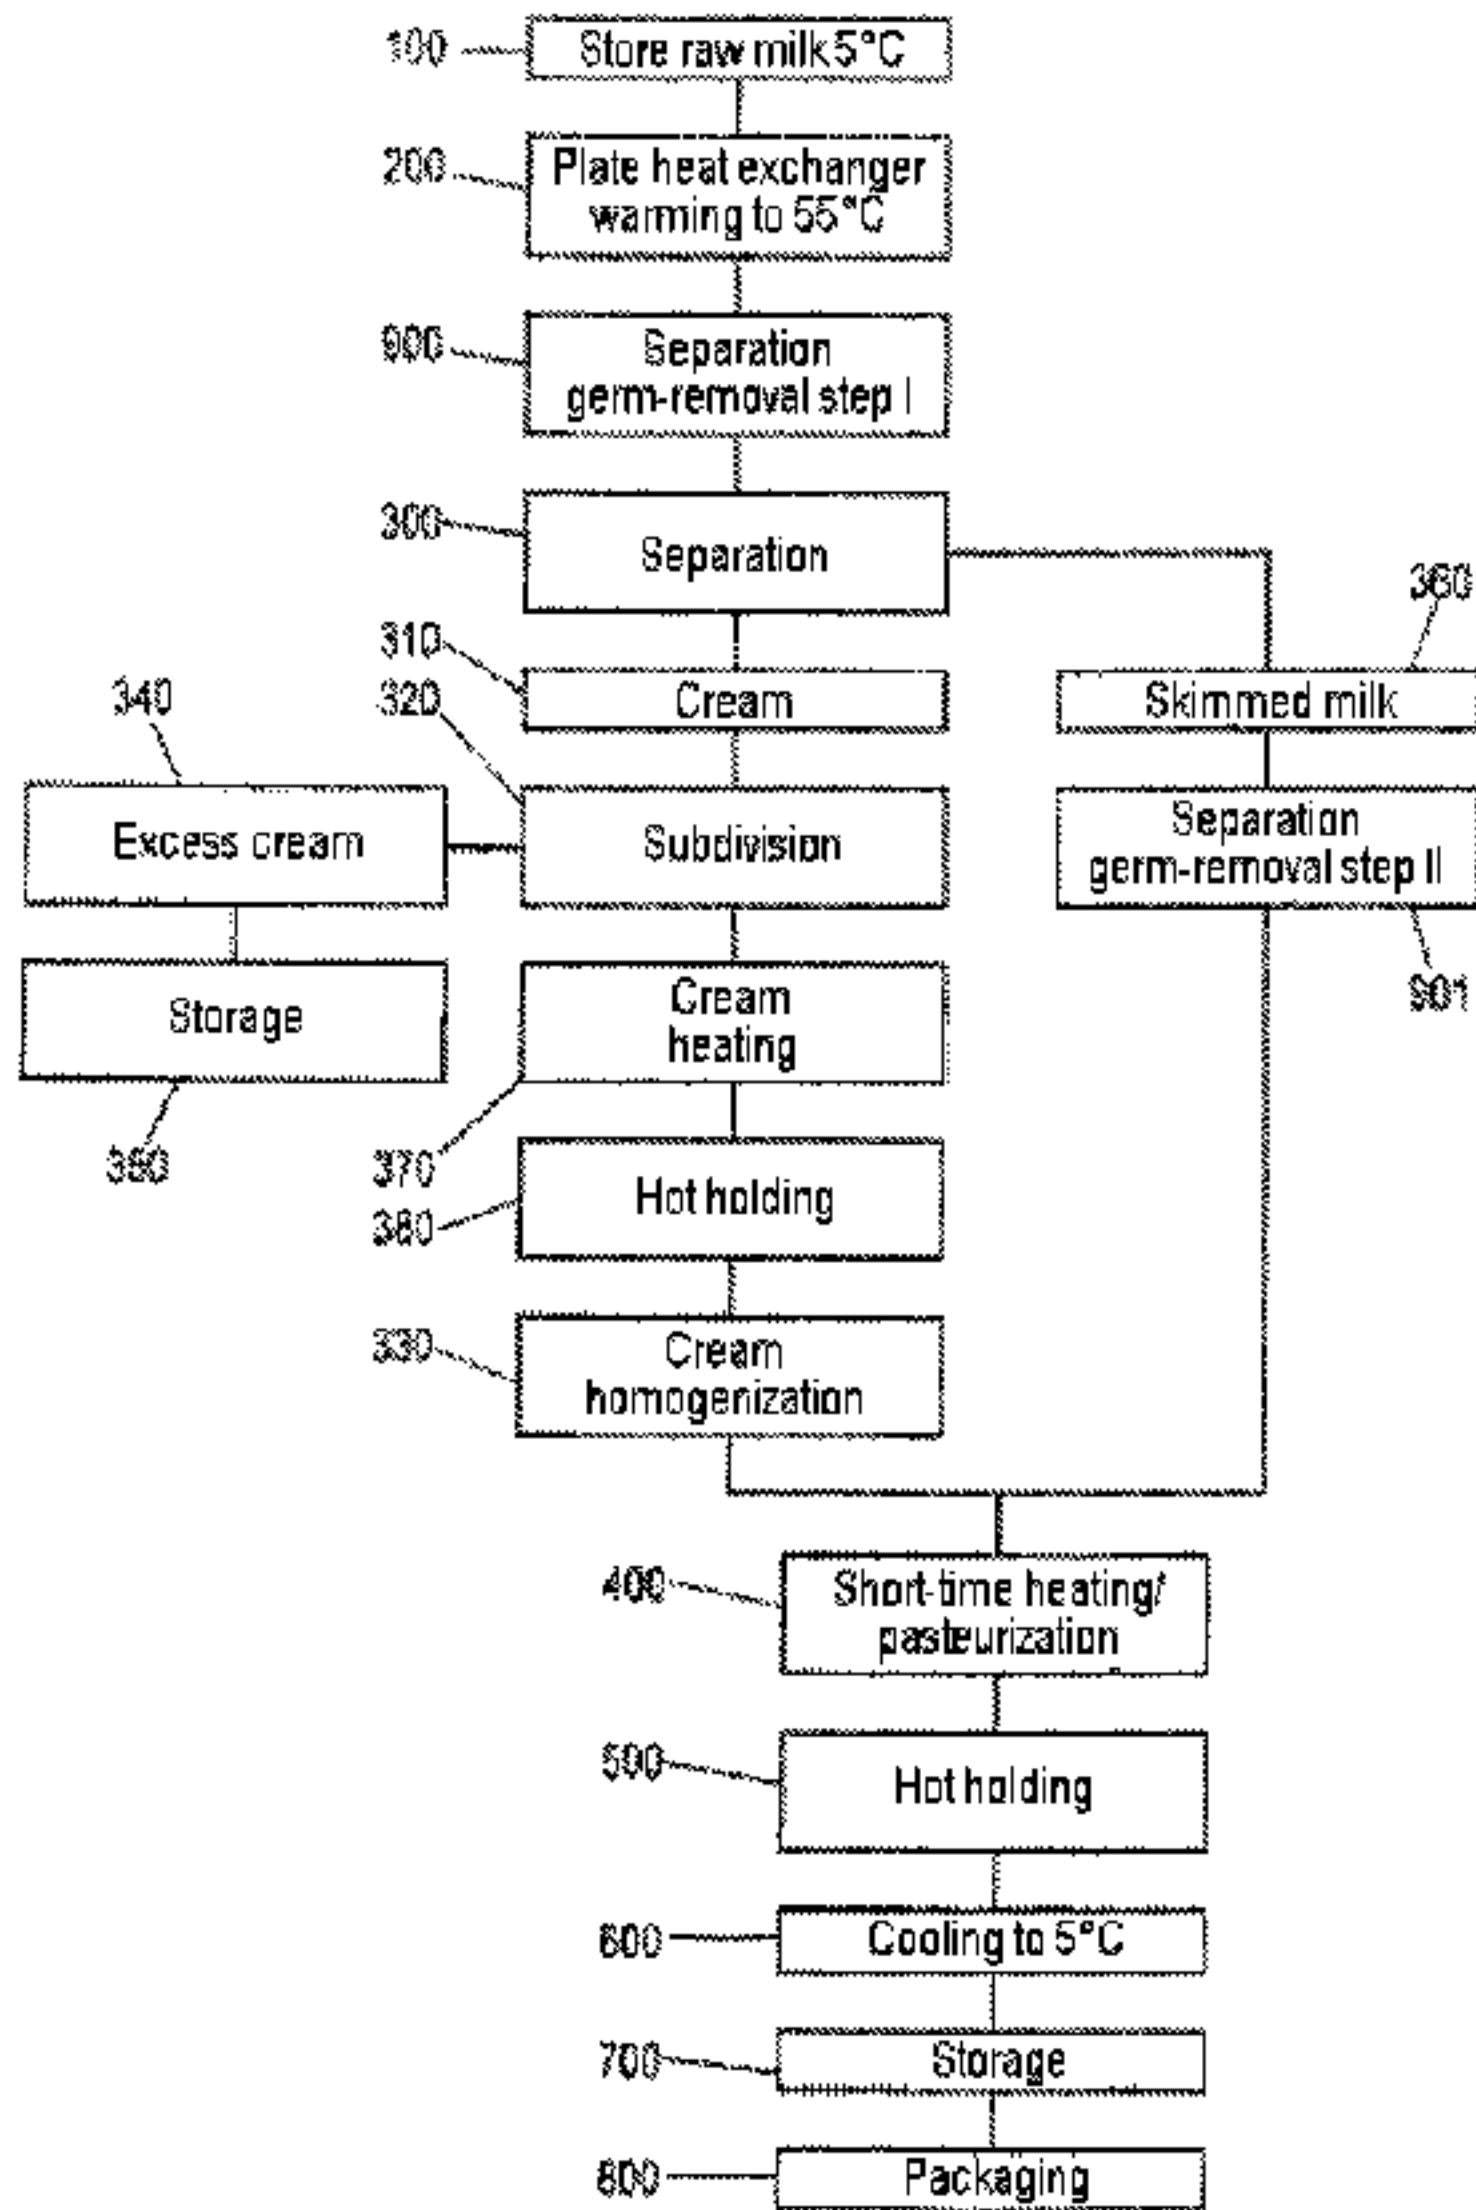 100
Store raw milk 5°C
200
Plate heat exchanger
warming to 55°C
900
Separation
germ-removal step I
300
Separation
360
310
Cream
Skimmed milk
340
320
Excess cream
Subdivision
Separation
germ-removal step II
Storage
Cream
heating
901
370
Hot holding
380
330
Cream
homogenization
400
Short-time heating/
pasteurization
500
Hot holding
600
Cooling to 5°C
700
Storage
800
Packaging